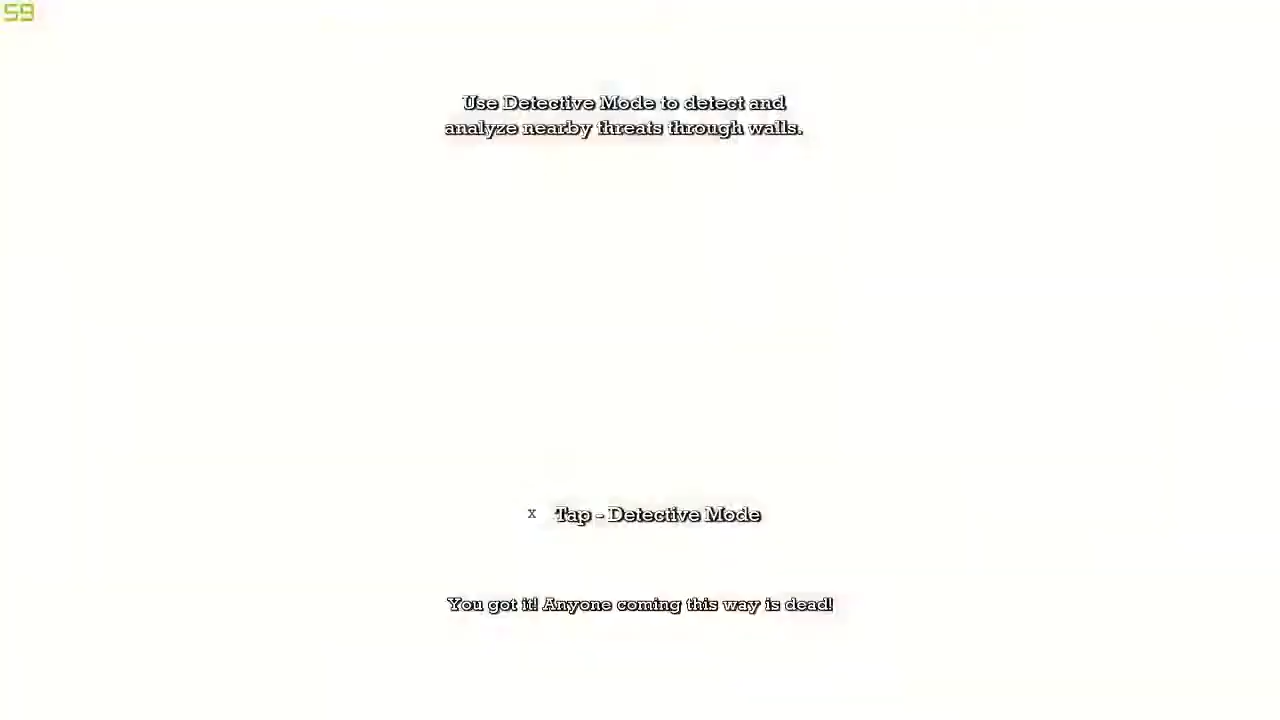 59
Use Detective Mode to detect and
analyze nearby threats through walls.
x Tap - Detective Mode
You got it! Anyone coming this way is dead!